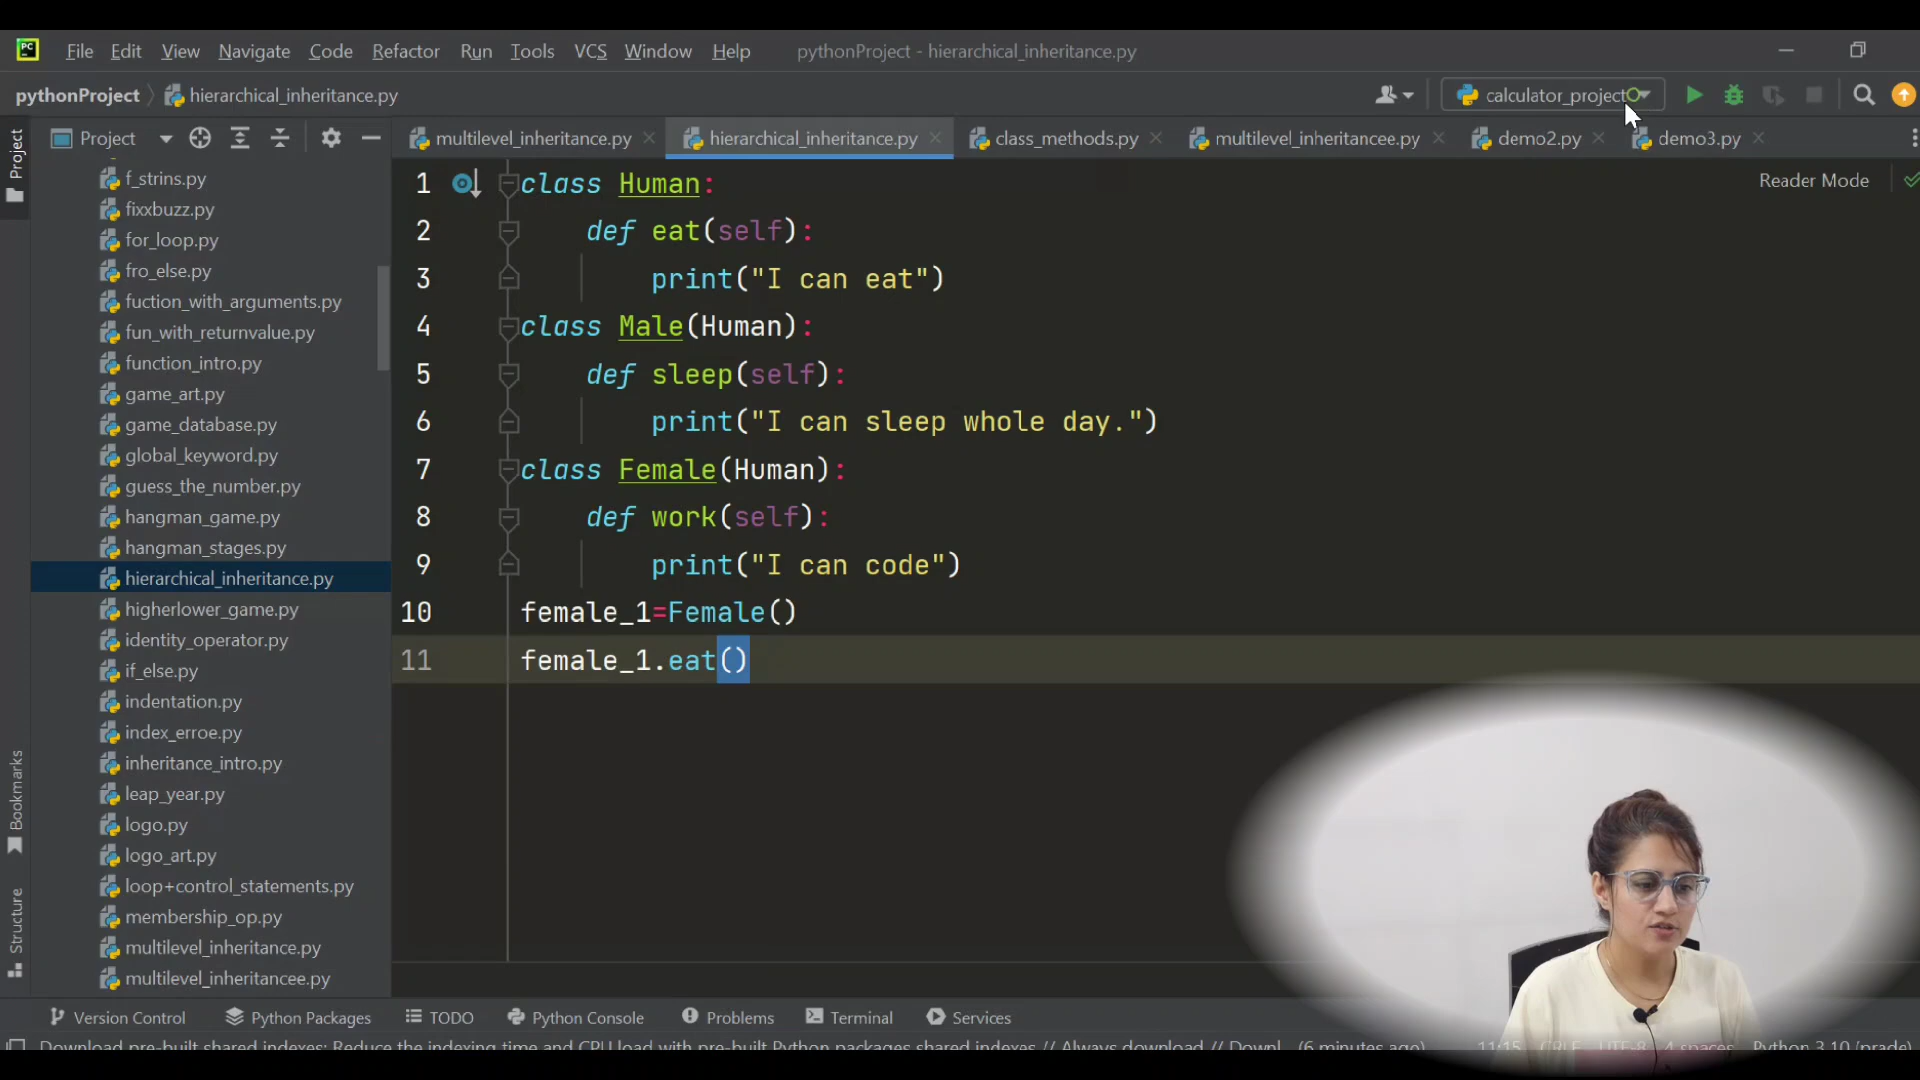 PC File Edit View Navigate Code Refactor Run Tools VCS Window Help pythonProject - hierarchical_inheritance.py
pythonProject hierarchical_inheritance.py calculator_project
Project multilevel_inheritance.py hierarchical_inheritance.py class_methods.py multilevel_inheritancee.py demo2.py demo3.py
Project
Reader Mode
f_strins.py
fixxbuzz.py
for_loop.py
fro_else.py
fuction_with_arguments.py
fun_with_returnvalue.py
function_intro.py
game_art.py
game_database.py
global_keyword.py
guess_the_number.py
hangman_game.py
hangman_stages.py
hierarchical_inheritance.py
higherlower_game.py
identity_operator.py
if_else.py
indentation.py
index_erroe.py
inheritance_intro.py
leap_year.py
logo.py
logo_art.py
loop+control_statements.py
membership_op.py
multilevel_inheritance.py
multilevel_inheritancee.py
1 class Human:
2 def eat(self):
3 print("I can eat")
4 class Male(Human):
5 def sleep(self):
6 print("I can sleep whole day.")
7 class Female(Human):
8 def work(self):
9 print("I can code")
10 female_1=Female()
11 female_1.eat()
Bookmarks
Structure
Version Control Python Packages TODO Python Console Problems Terminal Services
Download pre-built shared indexes: Reduce the indexing time and CPU load with pre-built Python packages shared indexes // Always download // Downl... (6 minutes ago) 11:15 CRLF UTF-8 4 spaces Python 3.10 (prade)